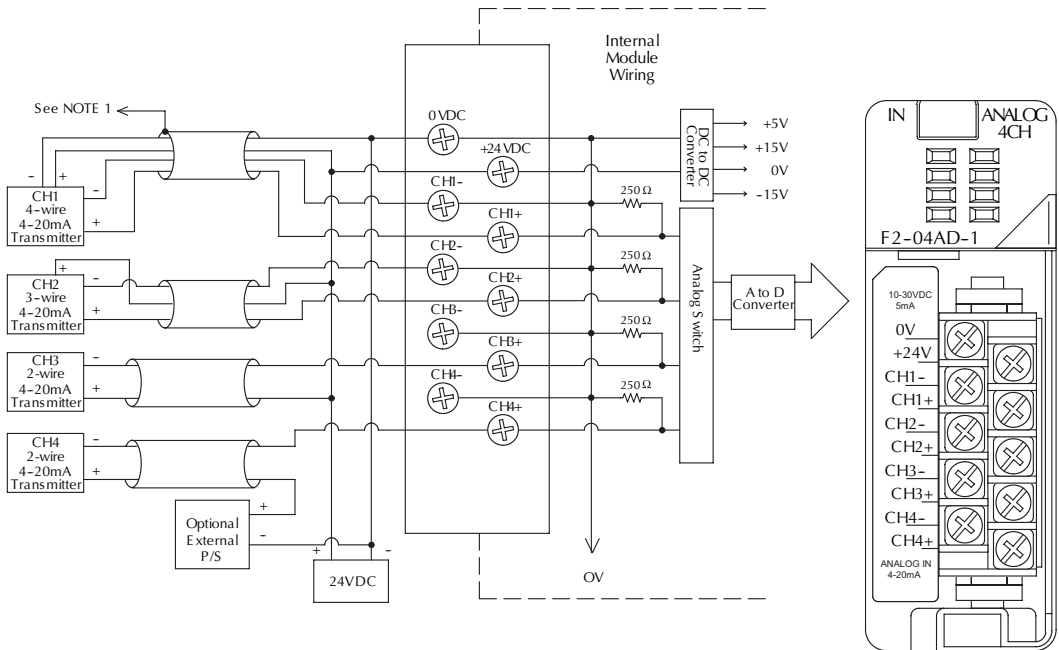 See NOTE 1
-
+
-
+
CH1
4-wire
4-20mA
Transmitter
+
-
+
CH2
3-wire
4-20mA
Transmitter
-
+
CH3
2-wire
4-20mA
Transmitter
-
+
CH4
2-wire
4-20mA
Transmitter
+
-
Optional
External
P/S
+
-
24VDC
0VDC
+24VDC
CH1-
CH1+
CH2-
CH2+
CH3-
CH3+
CH4-
CH4+
Internal
Module
Wiring
250Ω
250Ω
250Ω
250Ω
0V
DC to DC
Converter
+5V
+15V
0V
-15V
Analog Switch
A to D
Converter
IN
ANALOG
4CH
F2-04AD-1
10-30VDC
5mA
0V
+24V
CH1-
CH1+
CH2-
CH2+
CH3-
CH3+
CH4-
CH4+
ANALOG IN
4-20mA